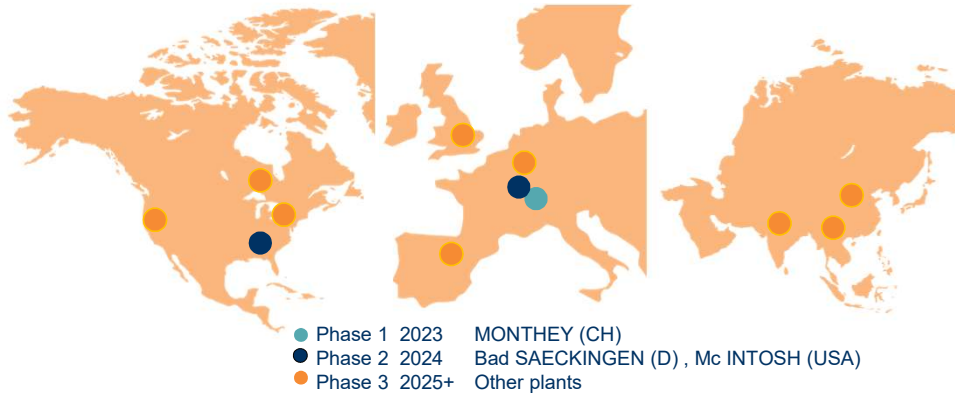 Phase 1 2023 MONTHEY (CH)
Phase 2 2024 Bad SAECKINGEN (D) , Mc INTOSH (USA)
Phase 3 2025+ Other plants